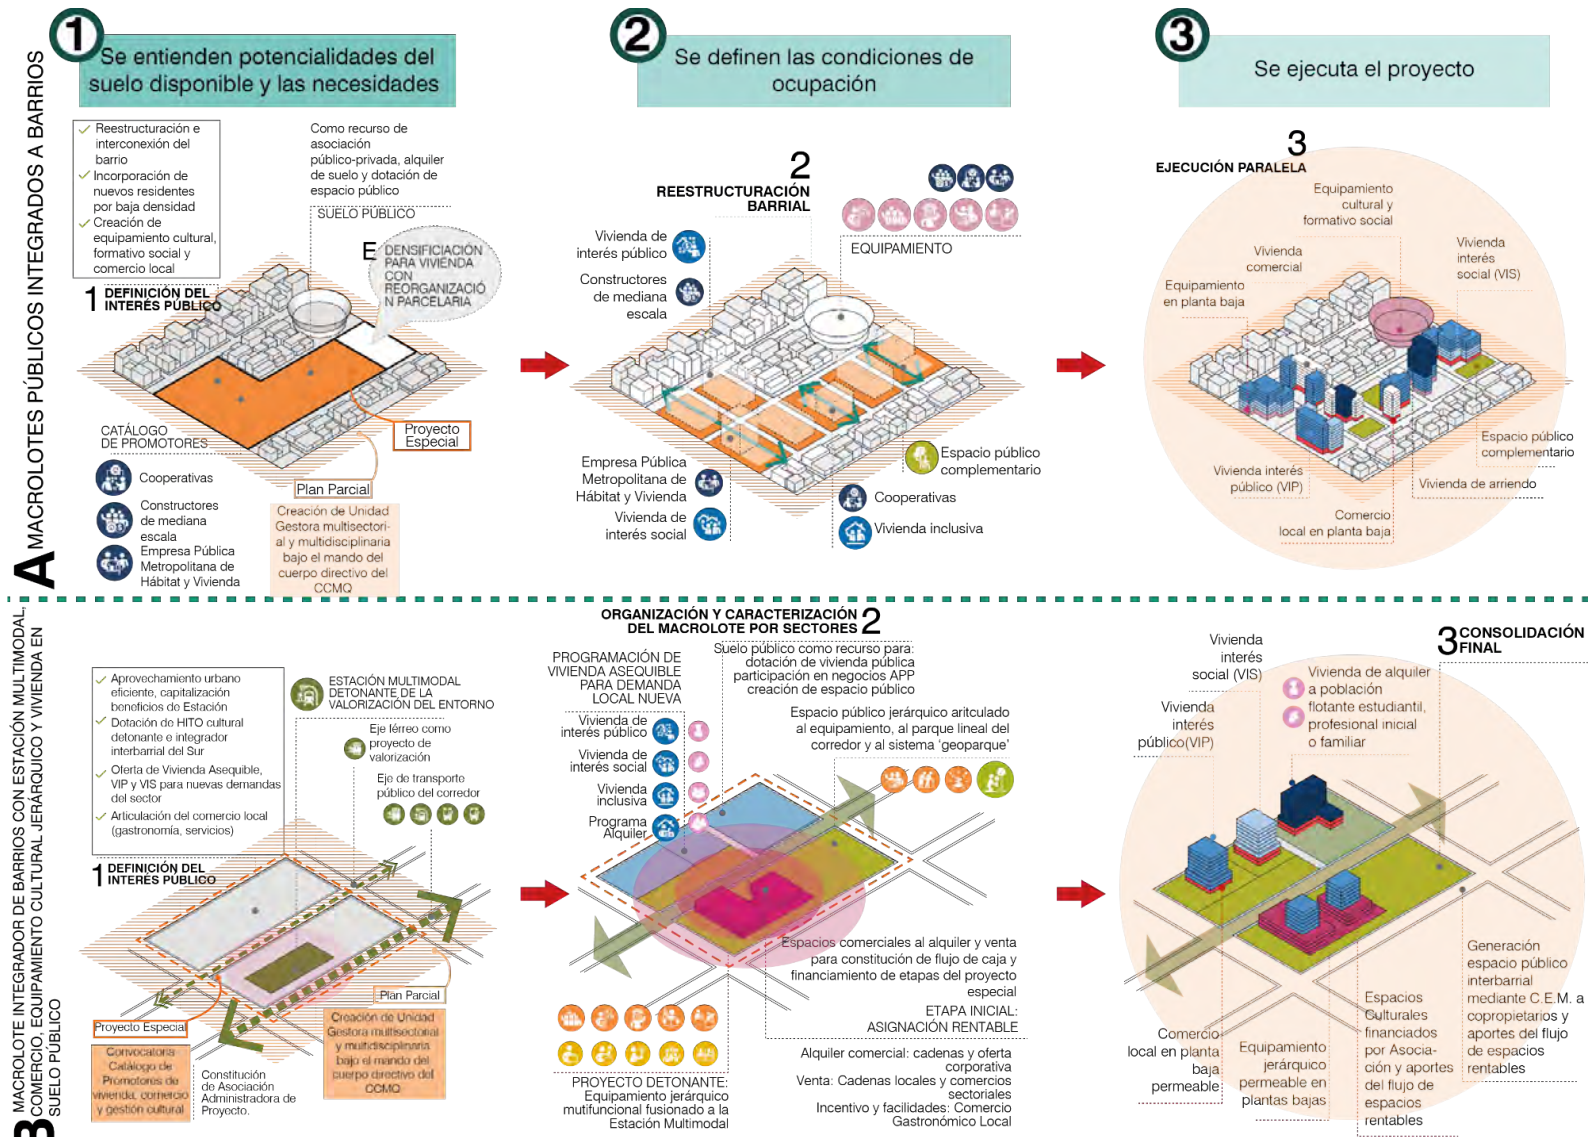 1
Se entienden potencialidades del
suelo disponible y las necesidades
2
Se definen las condiciones de
ocupación
3
Se ejecuta el proyecto
A MACROLOTES PÚBLICOS INTEGRADOS A BARRIOS
Reestructuración e
interconexión del
barrio
Incorporación de
nuevos residentes
por baja densidad
Creación de
equipamiento cultural,
formativo social y
comercio local
1 DEFINICIÓN DEL
INTERÉS PÚBLICO
Como recurso de
asociación
público-privada, alquiler
de suelo y dotación de
espacio público
SUELO PÚBLICO
E
DENSIFICIACIÓN
PARA VIVIENDA
CON
REORGANIZACIÓ
N PARCELARIA
CATÁLOGO
DE PROMOTORES
Cooperativas
Constructores
de mediana
escala
Empresa Pública
Metropolitana de
Hábitat y Vivienda
Proyecto
Especial
Plan Parcial
Creación de Unidad
Gestora multisectori-
al y multidisciplinaria
bajo el mando del
cuerpo directivo del
CCMQ
2
REESTRUCTURACIÓN
BARRIAL
Vivienda de
interés público
Constructores
de mediana
escala
EQUIPAMIENTO
Empresa Pública
Metropolitana de
Hábitat y Vivienda
Vivienda de
interés social
Espacio público
complementario
Cooperativas
Vivienda inclusiva
3
EJECUCIÓN PARALELA
Equipamiento
cultural y
formativo social
Vivienda
comercial
Equipamiento
en planta baja
Vivienda
interés
social (VIS)
Vivienda interés
público (VIP)
Comercio
local en planta baja
Espacio público
complementario
Vivienda de arriendo
B MACROLOTE INTEGRADOR DE BARRIOS CON ESTACIÓN MULTIMODAL,
COMERCIO, EQUIPAMIENTO CULTURAL JERÁRQUICO Y VIVIENDA EN
SUELO PÚBLICO
Aprovechamiento urbano
eficiente, capitalización
beneficios de Estación
Dotación de HITO cultural
detonante e integrador
interbarrial del Sur
Oferta de Vivienda Asequible,
VIP y VIS para nuevas demandas
del sector
Articulación del comercio local
(gastronomía, servicios)
1 DEFINICIÓN DEL
INTERÉS PÚBLICO
ESTACIÓN MULTIMODAL
DETONANTE DE LA
VALORIZACIÓN DEL ENTORNO
Eje férreo como
proyecto de
valorización
Eje de transporte
público del corredor
Proyecto Especial
Convocatoria
Catálogo de
Promotores de
vivienda, comercio
y gestión cultural
Constitución
de Asociación
Administradora de
Proyecto.
Plan Parcial
Creación de Unidad
Gestora multisectorial
y multidisciplinaria
bajo el mando del
cuerpo directivo del
CCMQ
ORGANIZACIÓN Y CARACTERIZACIÓN
DEL MACROLOTE POR SECTORES 2
PROGRAMACIÓN DE
VIVIENDA ASEQUIBLE
PARA DEMANDA
LOCAL NUEVA
Vivienda de
interés público
Vivienda de
interés social
Vivienda
inclusiva
Programa
Alquiler
Suelo público como recurso para:
dotación de vivienda pública
participación en negocios APP
creación de espacio público
Espacio público jerárquico aritculado
al equipamiento, al parque lineal del
corredor y al sistema ‘geoparque’
Espacios comerciales al alquiler y venta
para constitución de flujo de caja y
financiamiento de etapas del proyecto
especial
ETAPA INICIAL:
ASIGNACIÓN RENTABLE
Alquiler comercial: cadenas y oferta
corporativa
Venta: Cadenas locales y comercios
sectoriales
Incentivo y facilidades: Comercio
Gastronómico Local
PROYECTO DETONANTE:
Equipamiento jerárquico
mutifuncional fusionado a la
Estación Multimodal
3 CONSOLIDACIÓN
FINAL
Vivienda
interés
social (VIS)
Vivienda
interés
público(VIP)
Vivienda de alquiler
a población
flotante estudiantil,
profesional inicial
o familiar
Comercio
local en planta
baja
permeable
Equipamiento
jerárquico
permeable en
plantas bajas
Espacios
Culturales
financiados
por Asocia-
ción y aportes
del flujo de
espacios
rentables
Generación
espacio público
interbarrial
mediante C.E.M. a
copropietarios y
aportes del flujo
de espacios
rentables